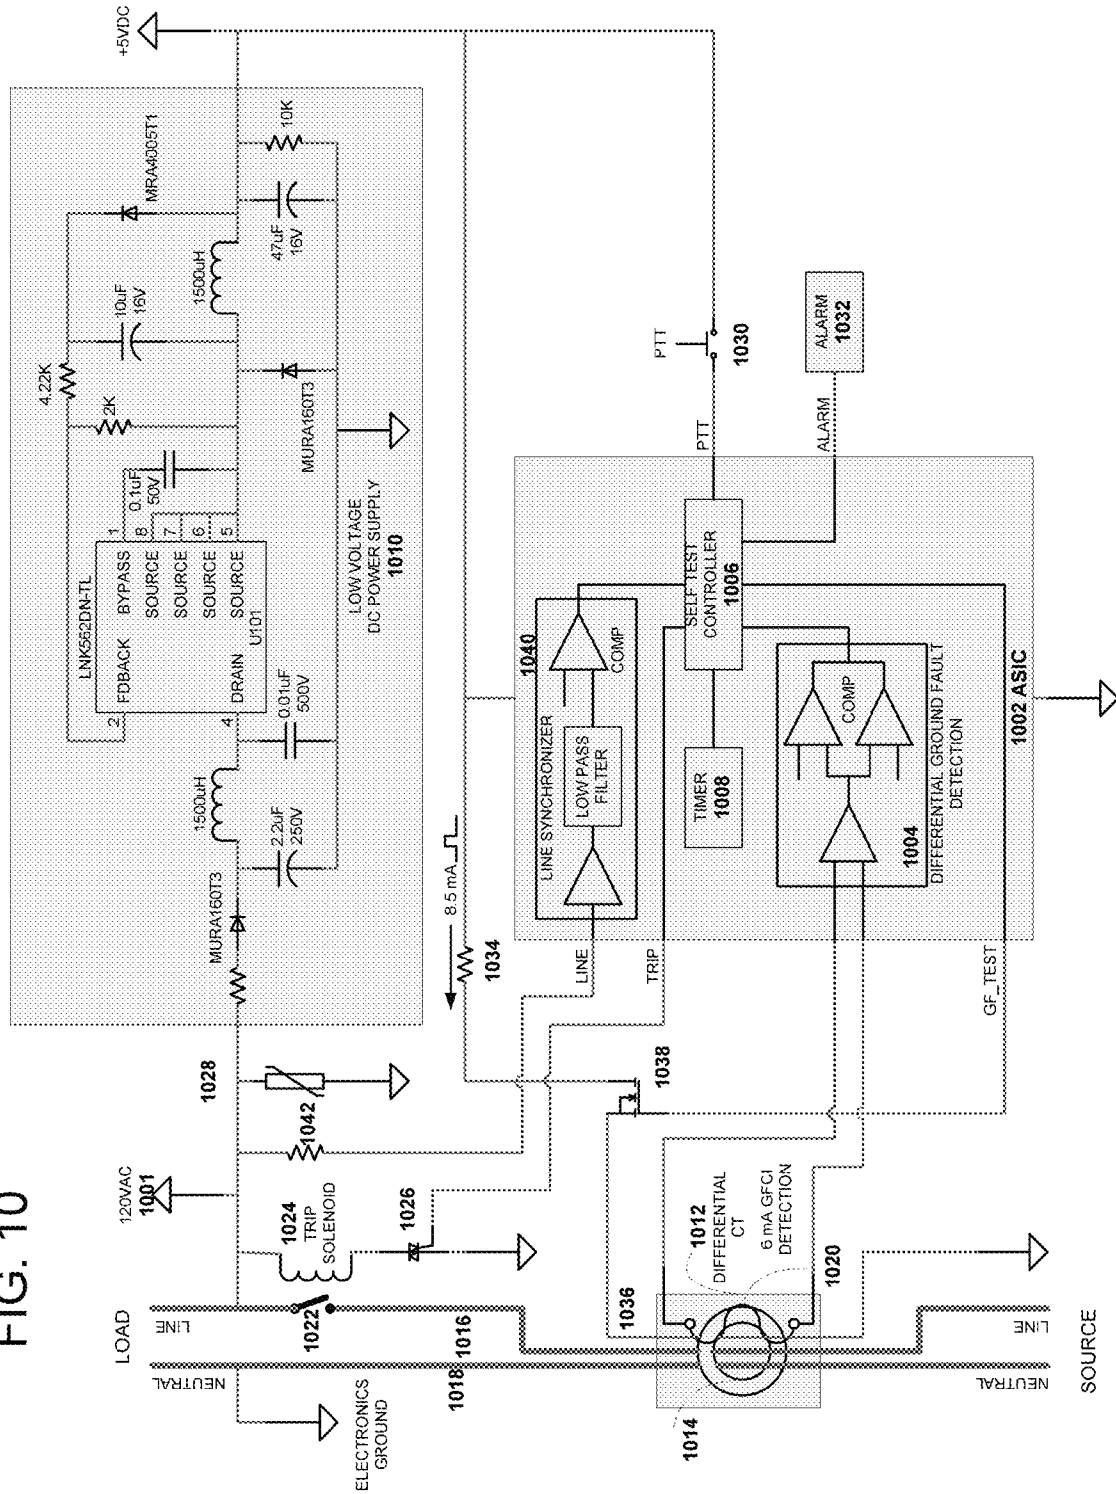 FIG. 10
+5VDC
MRA4005T1
10K
47uF
16V
1500uH
10uF
16V
4.22K
2K
MURA160T3
0.1uF
50V
LNK562DN-TL
BYPASS
SOURCE
SOURCE
SOURCE
SOURCE
FDBACK
DRAIN
U101
1
8
7
6
5
2
4
0.01uF
500V
1500uH
2.2uF
250V
MURA160T3
LOW VOLTAGE
DC POWER SUPPLY
1010
PTT
1030
PTT
ALARM
1032
ALARM
8.5 mA
1034
1040
COMP
LINE SYNCHRONIZER
LOW PASS
FILTER
SELF TEST
CONTROLLER
1006
TIMER
1008
COMP
1004
DIFFERENTIAL GROUND FAULT
DETECTION
1002 ASIC
LINE
TRIP
GF_TEST
1028
1042
1038
120VAC
1001
1024
TRIP
SOLENOID
1026
1012
DIFFERENTIAL
CT
6 mA GFCI
DETECTION
1020
1036
1022
1016
1018
1014
LOAD
LINE
NEUTRAL
ELECTRONICS
GROUND
LINE
NEUTRAL
SOURCE